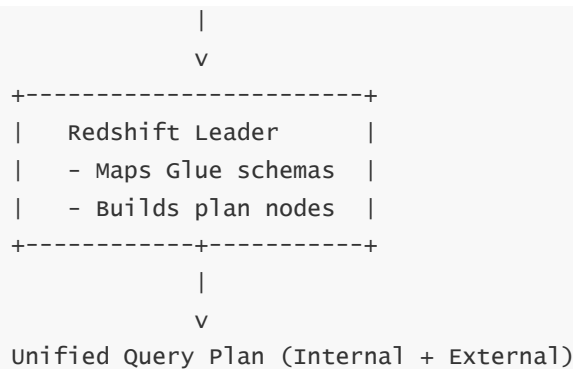 |
v
+------------------------+
|   Redshift Leader      |
|   - Maps Glue schemas  |
|   - Builds plan nodes  |
+------------+-----------+
|
v
Unified Query Plan (Internal + External)